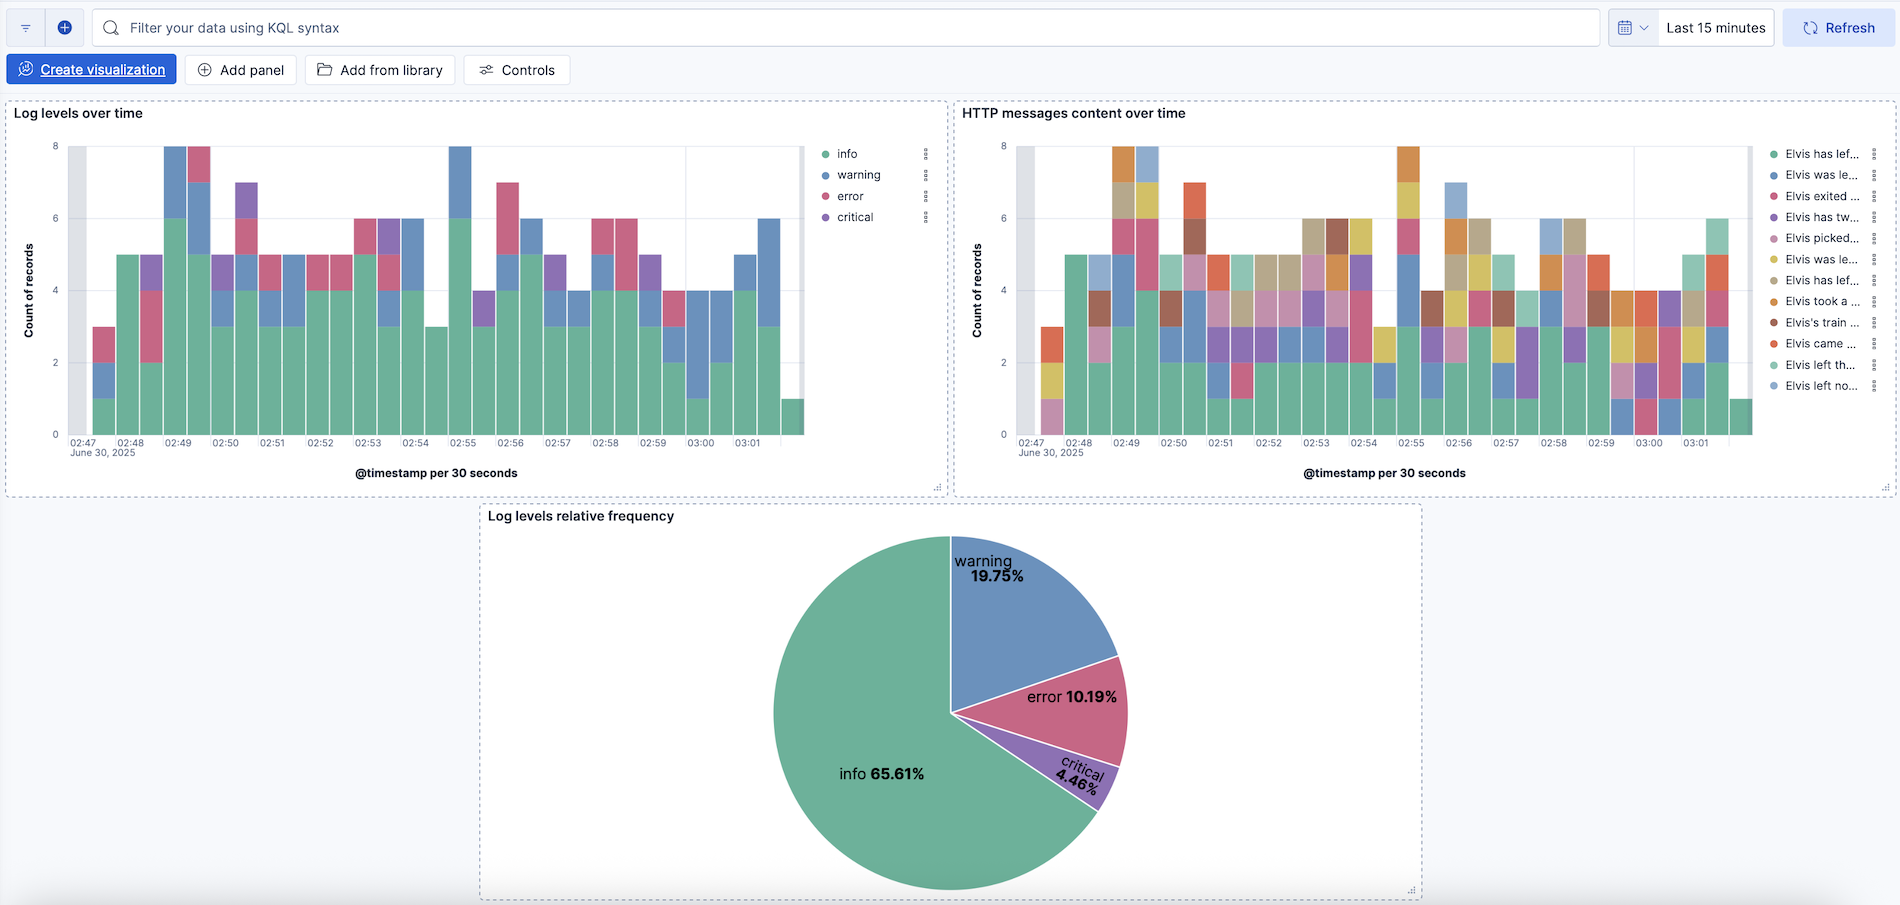 Filter your data using KQL syntax
Last 15 minutes
Refresh
Create visualization
Add panel
Add from library
Controls
Log levels over time
8
6
4
2
0
Count of records
02:47 02:48 02:49 02:50 02:51 02:52 02:53 02:54 02:55 02:56 02:57 02:58 02:59 03:00 03:01
June 30, 2025
@timestamp per 30 seconds
info
warning
error
critical
HTTP messages content over time
8
6
4
2
0
Count of records
02:47 02:48 02:49 02:50 02:51 02:52 02:53 02:54 02:55 02:56 02:57 02:58 02:59 03:00 03:01
June 30, 2025
@timestamp per 30 seconds
Elvis has lef...
Elvis was le...
Elvis exited ...
Elvis has tw...
Elvis picked...
Elvis was le...
Elvis has lef...
Elvis took a ...
Elvis's train ...
Elvis came ...
Elvis left th...
Elvis left no...
Log levels relative frequency
warning
19.75%
error 10.19%
critical
4.46%
info 65.61%